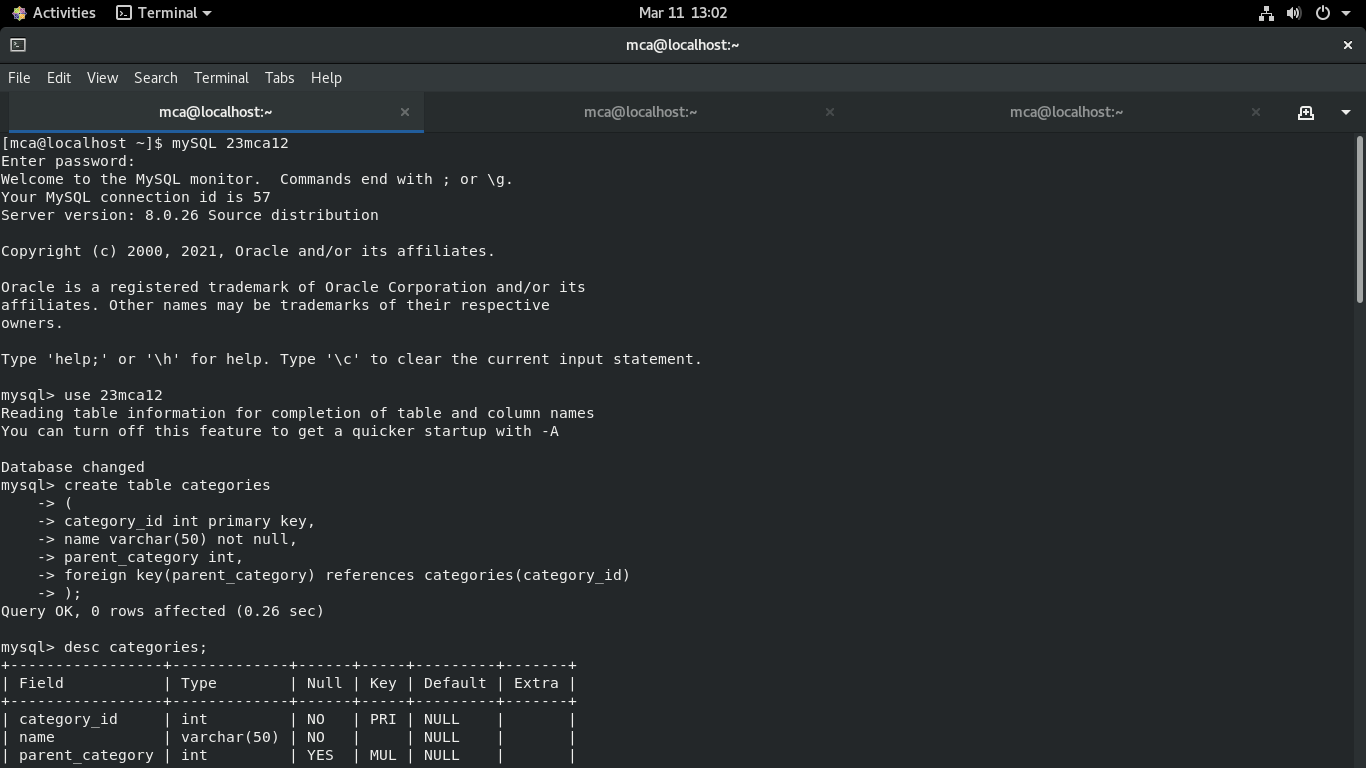 Activities Terminal Mar 11 13:02
mca@localhost:~
File Edit View Search Terminal Tabs Help
mca@localhost:~ mca@localhost:~ mca@localhost:~
[mca@localhost ~]$ mySQL 23mca12
Enter password:
Welcome to the MySQL monitor.  Commands end with ; or \g.
Your MySQL connection id is 57
Server version: 8.0.26 Source distribution

Copyright (c) 2000, 2021, Oracle and/or its affiliates.

Oracle is a registered trademark of Oracle Corporation and/or its
affiliates. Other names may be trademarks of their respective
owners.

Type 'help;' or '\h' for help. Type '\c' to clear the current input statement.

mysql> use 23mca12
Reading table information for completion of table and column names
You can turn off this feature to get a quicker startup with -A

Database changed
mysql> create table categories
    -> (
    -> category_id int primary key,
    -> name varchar(50) not null,
    -> parent_category int,
    -> foreign key(parent_category) references categories(category_id)
    -> );
Query OK, 0 rows affected (0.26 sec)

mysql> desc categories;
+-----------------+-------------+------+-----+---------+-------+
| Field           | Type        | Null | Key | Default | Extra |
+-----------------+-------------+------+-----+---------+-------+
| category_id     | int         | NO   | PRI | NULL    |       |
| name            | varchar(50) | NO   |     | NULL    |       |
| parent_category | int         | YES  | MUL | NULL    |       |